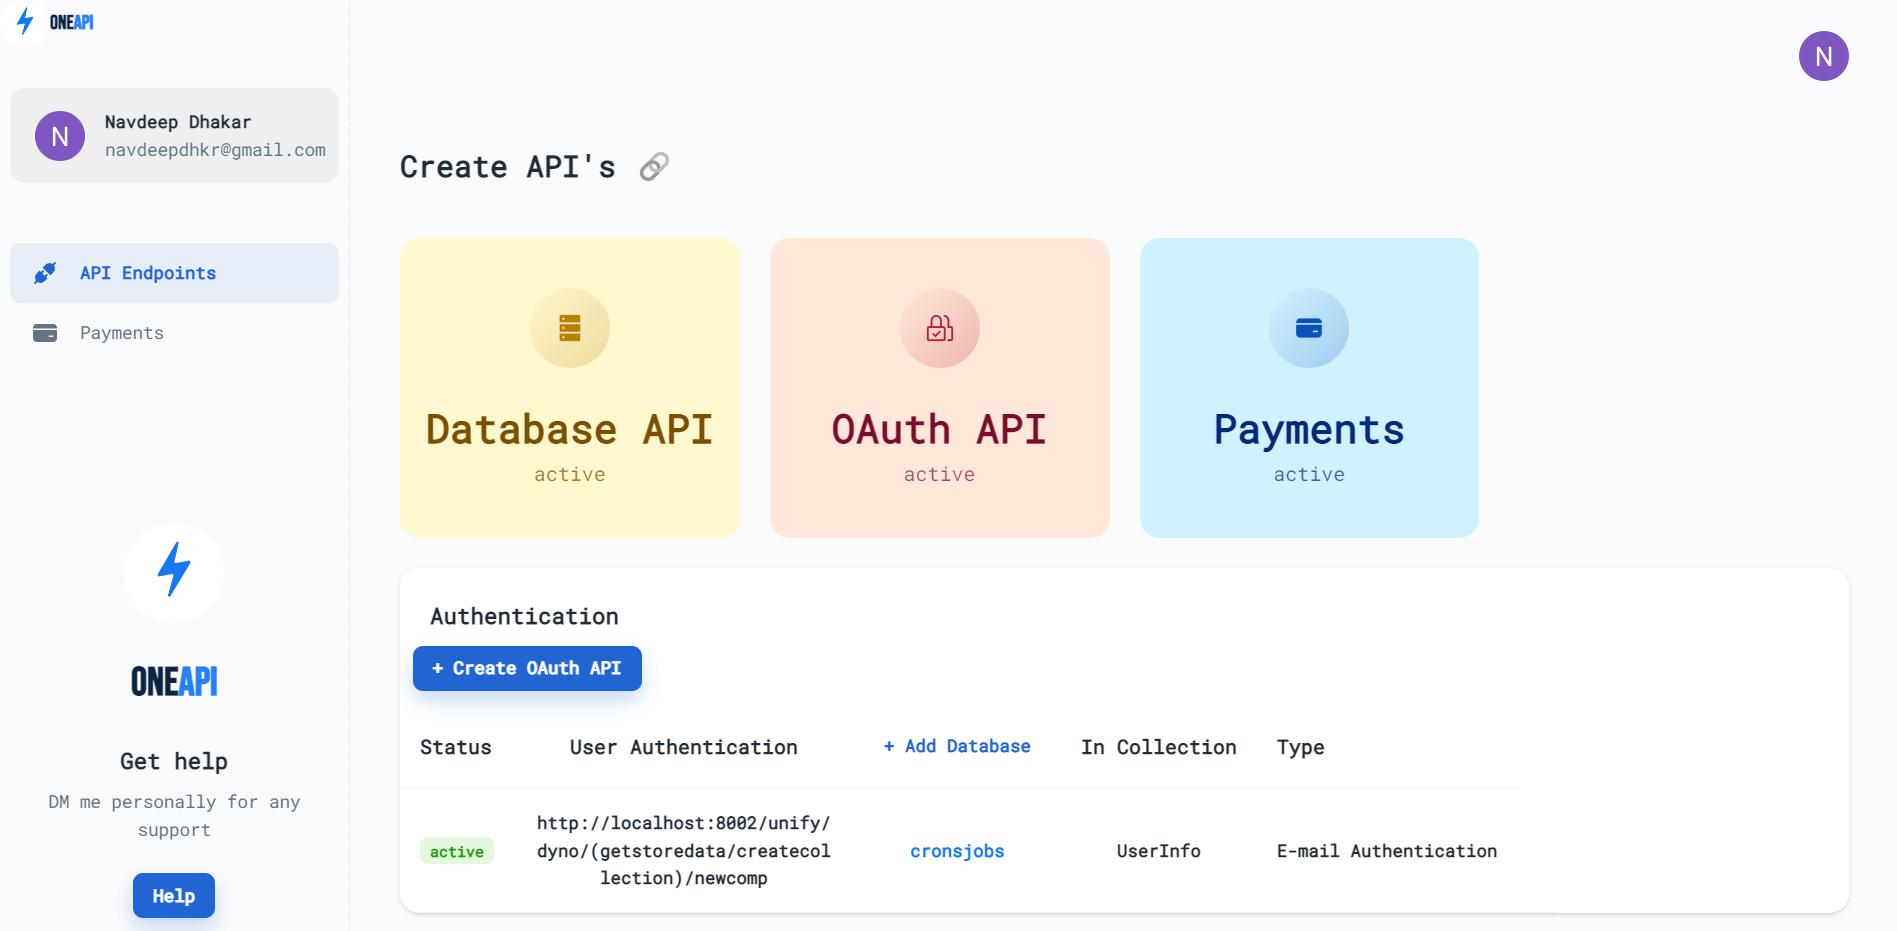 ONEAPI
N
Navdeep Dhakar
navdeepdhkr@gmail.com
N
API Endpoints
Payments
ONEAPI
Get help
DM me personally for any
support
Help
Create API's
Database API
active
OAuth API
active
Payments
active
Authentication
+ Create OAuth API
Status User Authentication + Add Database In Collection Type
http://localhost:8002/unify/
active dyno/(getstoredata/createcol cronsjobs UserInfo E-mail Authentication
lection)/newcomp